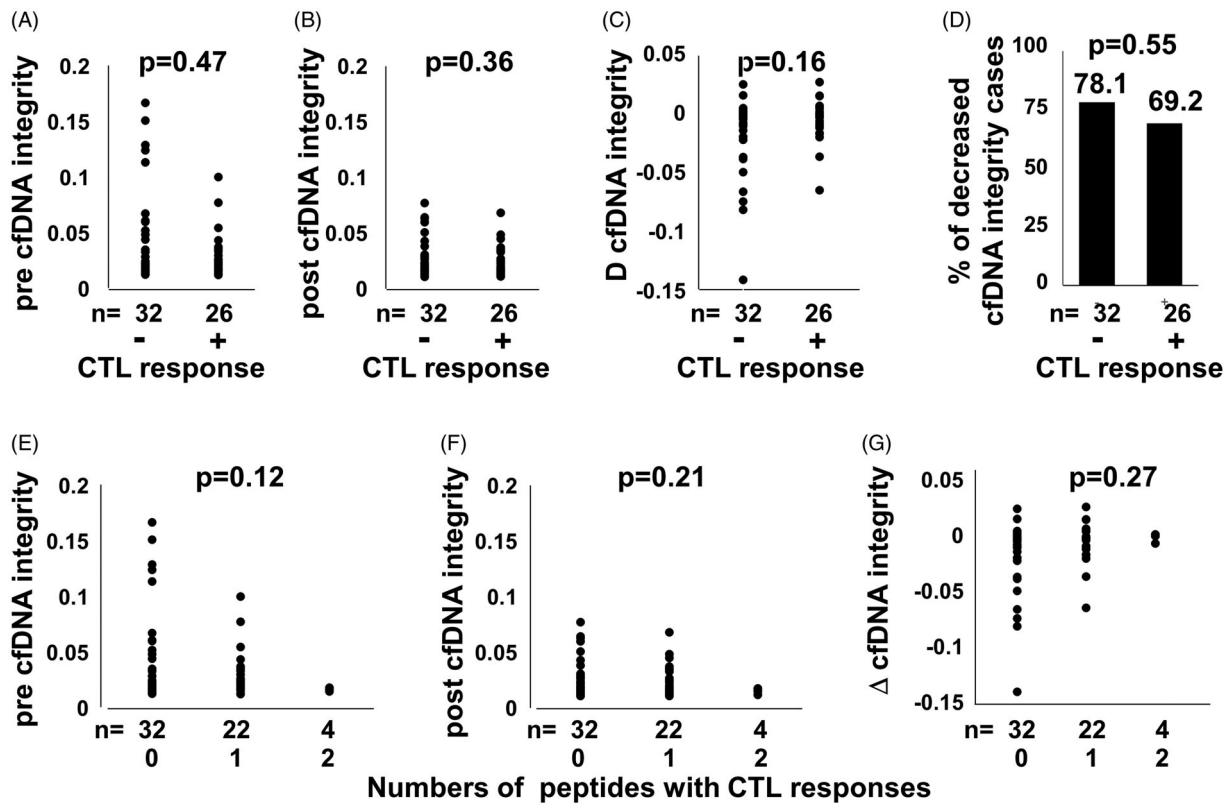 (A)
p=0.47
pre cfDNA integrity
0.2
0.15
0.1
0.05
0
n= 32 26
- +
CTL response
(B)
p=0.36
post cfDNA integrity
0.2
0.15
0.1
0.05
0
n= 32 26
- +
CTL response
(C)
p=0.16
D cfDNA integrity
0.05
0
-0.05
-0.1
-0.15
n= 32 26
- +
CTL response
(D)
p=0.55
% of decreased
cfDNA integrity cases
100
75
50
25
0
78.1
69.2
- +
n= 32 26
- +
CTL response
(E)
p=0.12
pre cfDNA integrity
0.2
0.15
0.1
0.05
0
n= 32 22 4
0 1 2
(F)
p=0.21
post cfDNA integrity
0.2
0.15
0.1
0.05
0
n= 32 22 4
0 1 2
(G)
p=0.27
Δ cfDNA integrity
0.05
0
-0.05
-0.1
-0.15
n= 32 22 4
0 1 2
Numbers of peptides with CTL responses